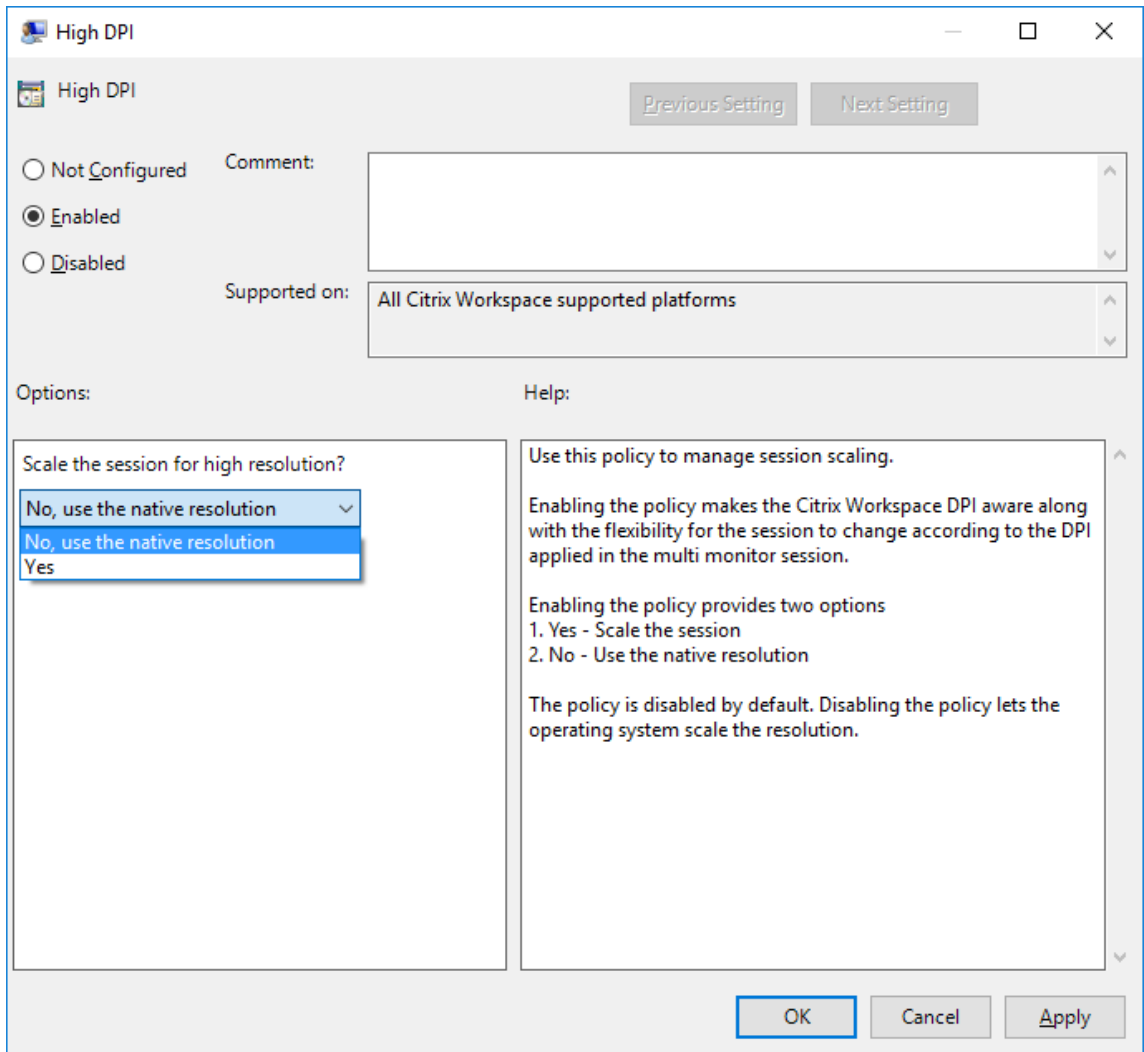 High DPI
High DPI
Previous Setting
Next Setting
Not Configured
Comment:
Enabled
Disabled
Supported on:
All Citrix Workspace supported platforms
Options:
Help:
Scale the session for high resolution?
No, use the native resolution
No, use the native resolution
Yes
Use this policy to manage session scaling.
Enabling the policy makes the Citrix Workspace DPI aware along
with the flexibility for the session to change according to the DPI
applied in the multi monitor session.
Enabling the policy provides two options
1. Yes - Scale the session
2. No - Use the native resolution
The policy is disabled by default. Disabling the policy lets the
operating system scale the resolution.
OK
Cancel
Apply